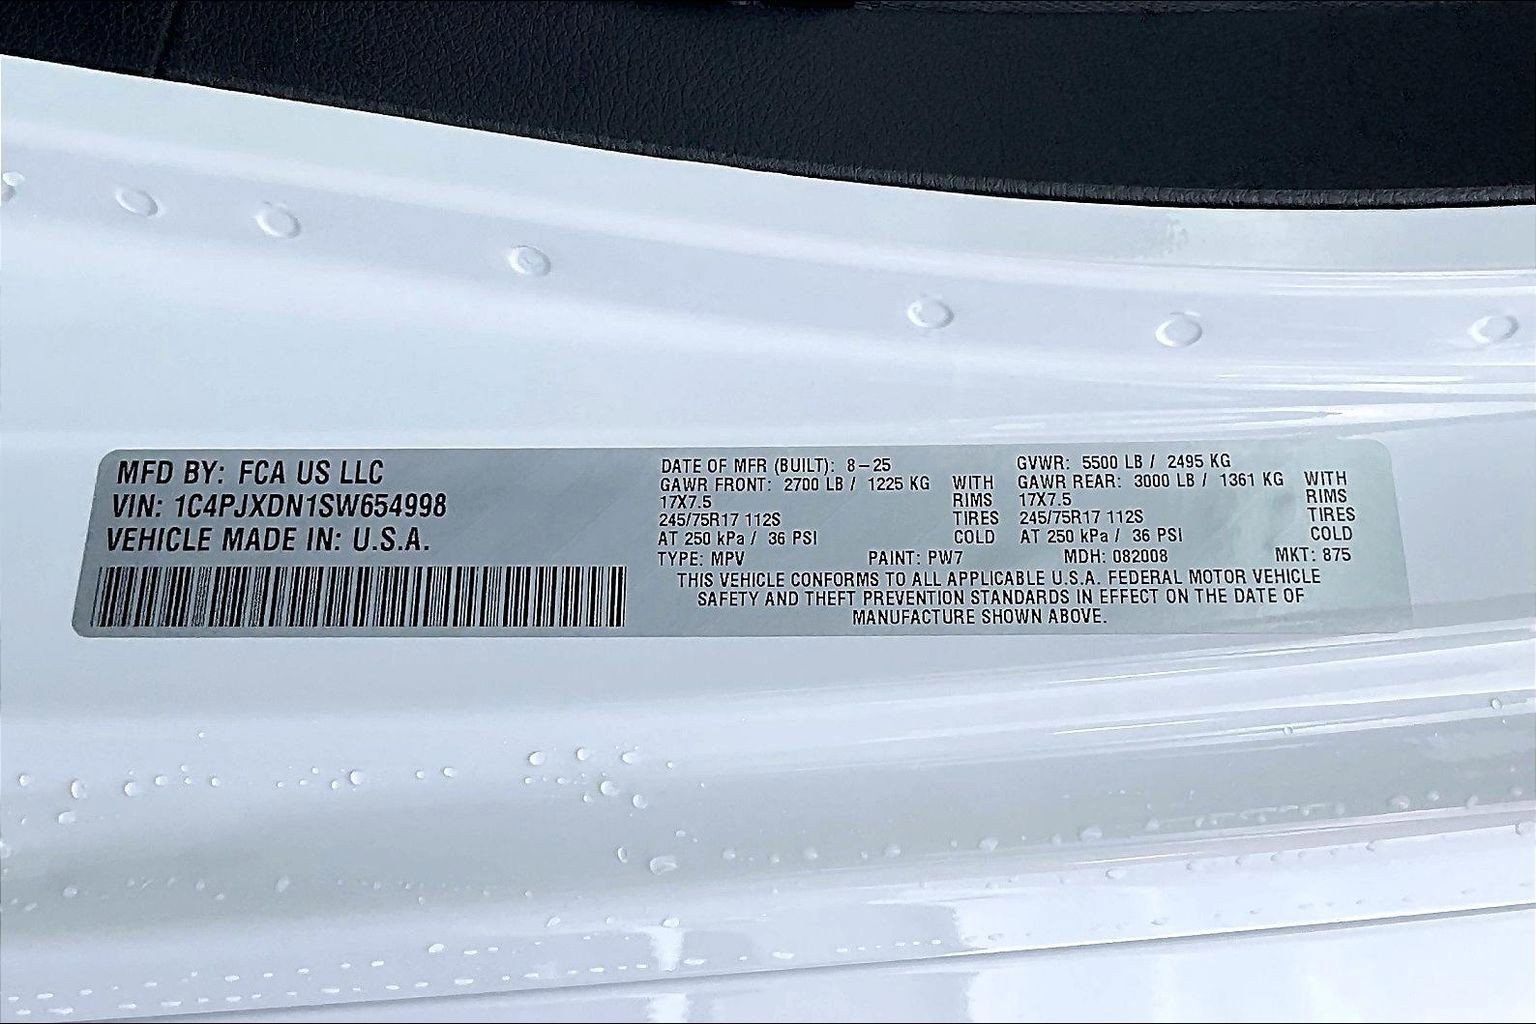 MFD BY: FCA US LLC
VIN: 1C4PJXDN1SW654998
VEHICLE MADE IN: U.S.A.
DATE OF MFR (BUILT): 8-25 GVWR: 5500 LB / 2495 KG
GAWR FRONT: 2700 LB / 1225 KG WITH GAWR REAR: 3000 LB / 1361 KG WITH
17X7.5 RIMS 17X7.5 RIMS
245/75R17 112S TIRES 245/75R17 112S TIRES
AT 250 kPa / 36 PSI COLD AT 250 kPa / 36 PSI COLD
TYPE: MPV PAINT: PW7 MDH: 082008 MKT: 875
THIS VEHICLE CONFORMS TO ALL APPLICABLE U.S.A. FEDERAL MOTOR VEHICLE
SAFETY AND THEFT PREVENTION STANDARDS IN EFFECT ON THE DATE OF
MANUFACTURE SHOWN ABOVE.